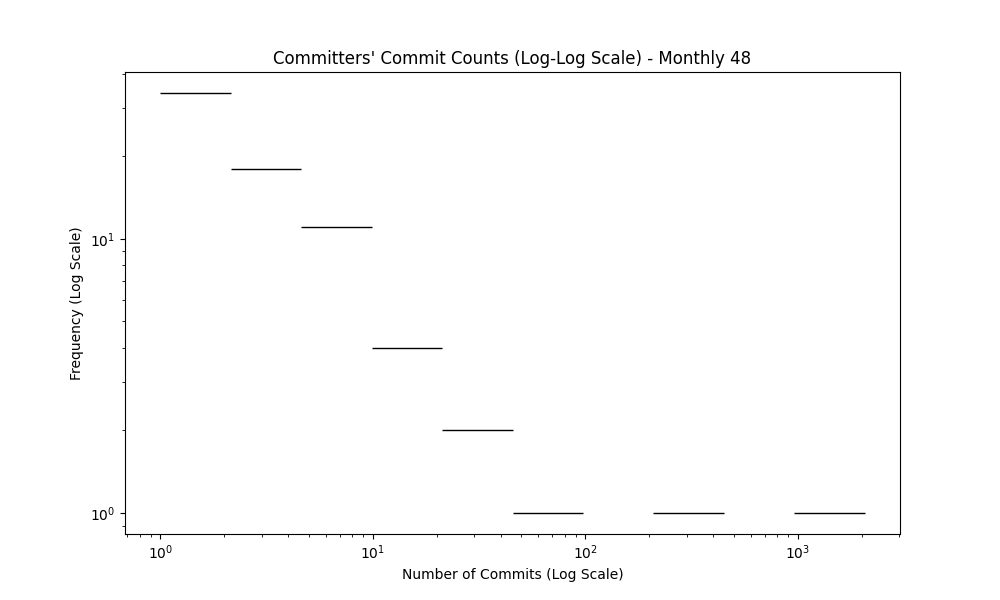 Committers' Commit Counts (Log-Log Scale) - Monthly 48
Frequency (Log Scale)
10¹
10⁰
10⁰ 10¹ 10² 10³
Number of Commits (Log Scale)